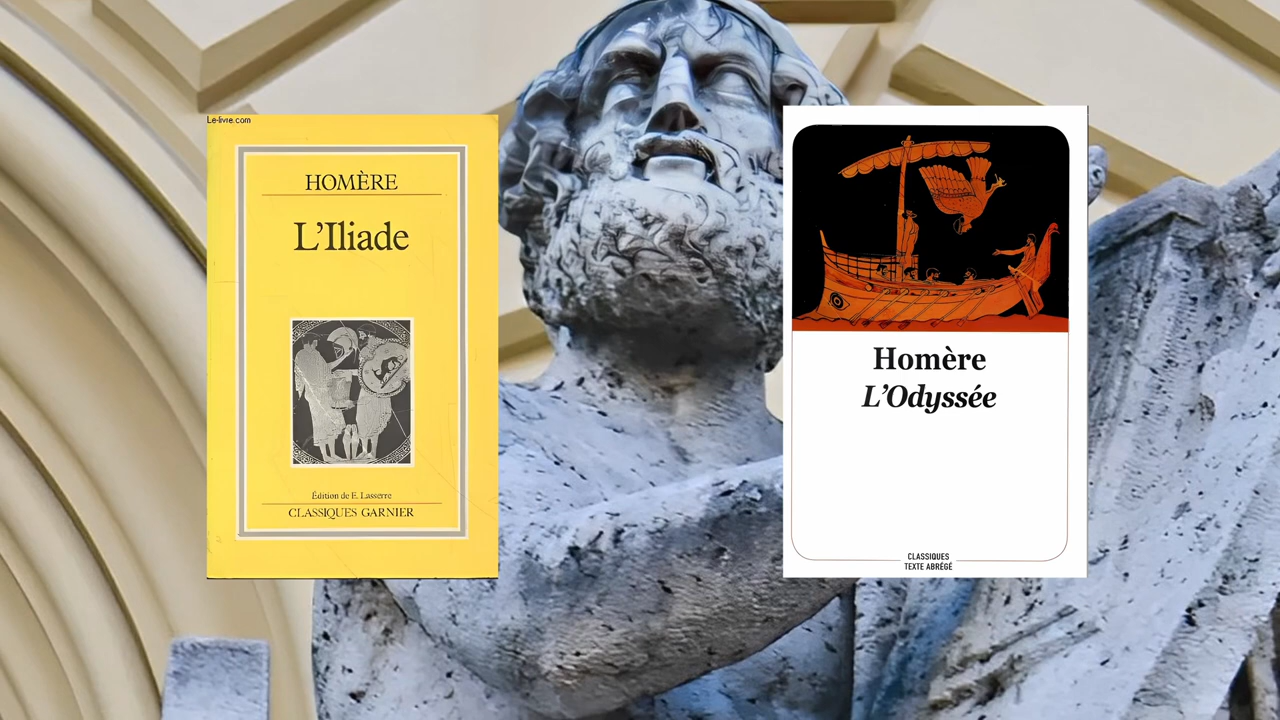 Le-livre.com
HOMÈRE
L'Iliade
Édition de E. Lasserre
CLASSIQUES GARNIER
Homère
L'Odyssée
CLASSIQUES
TEXTE ABRÉGÉ